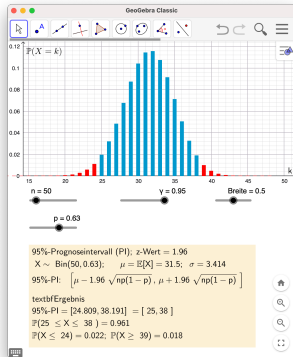 GeoGebra Classic
ℙ(X = k)
0.12
0.1
0.08
0.06
0.04
0.02
0
k
15 20 25 30 35 40 45 50
n = 50 γ = 0.95 Breite = 0.5
p = 0.63
95%-Prognoseintervall (PI); z-Wert = 1.96
X ∼ Bin(50, 0.63); μ = 𝔼[X] = 31.5; σ = 3.414
95%-PI: [μ − 1.96 √np(1 − p), μ + 1.96 √np(1 − p)]
textbfErgebnis
95%-PI = [24.809, 38.191] = [ 25, 38 ]
ℙ(25 ≤ X ≤ 38 ) = 0.961
ℙ(X ≤ 24) = 0.022; ℙ(X ≥ 39) = 0.018